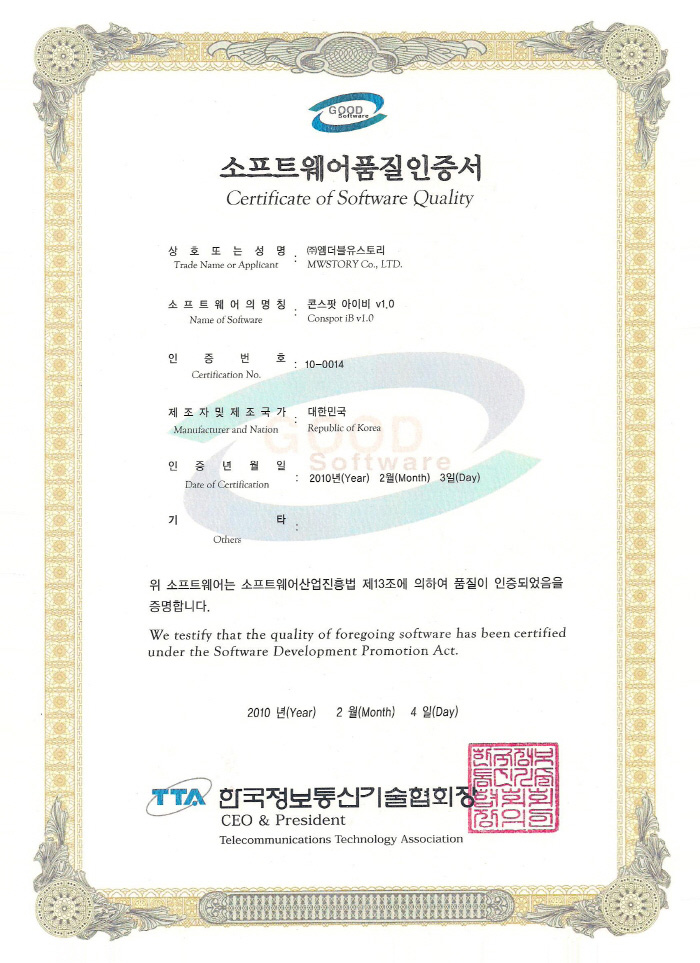 GOOD
Software
소프트웨어품질인증서
Certificate of Software Quality
상 호 또 는 성 명 : ㈜엠더블유스토리
Trade Name or Applicant MWSTORY Co., LTD.
소 프 트 웨 어 의 명 칭 : 콘스팟 아이비 v1.0
Name of Software Conspot iB v1.0
인 증 번 호 : 10-0014
Certification No.
제 조 자 및 제 조 국 가 : 대한민국
Manufacturer and Nation Republic of Korea
GOOD
Software
인 증 년 월 일 : 2010년(Year) 2월(Month) 3일(Day)
Date of Certification
기 타 :
Others
위 소프트웨어는 소프트웨어산업진흥법 제13조에 의하여 품질이 인증되었음을
증명합니다.
We testify that the quality of foregoing software has been certified
under the Software Development Promotion Act.
2010 년(Year) 2 월(Month) 4 일(Day)
TTA 한국정보통신기술협회장
CEO & President
Telecommunications Technology Association